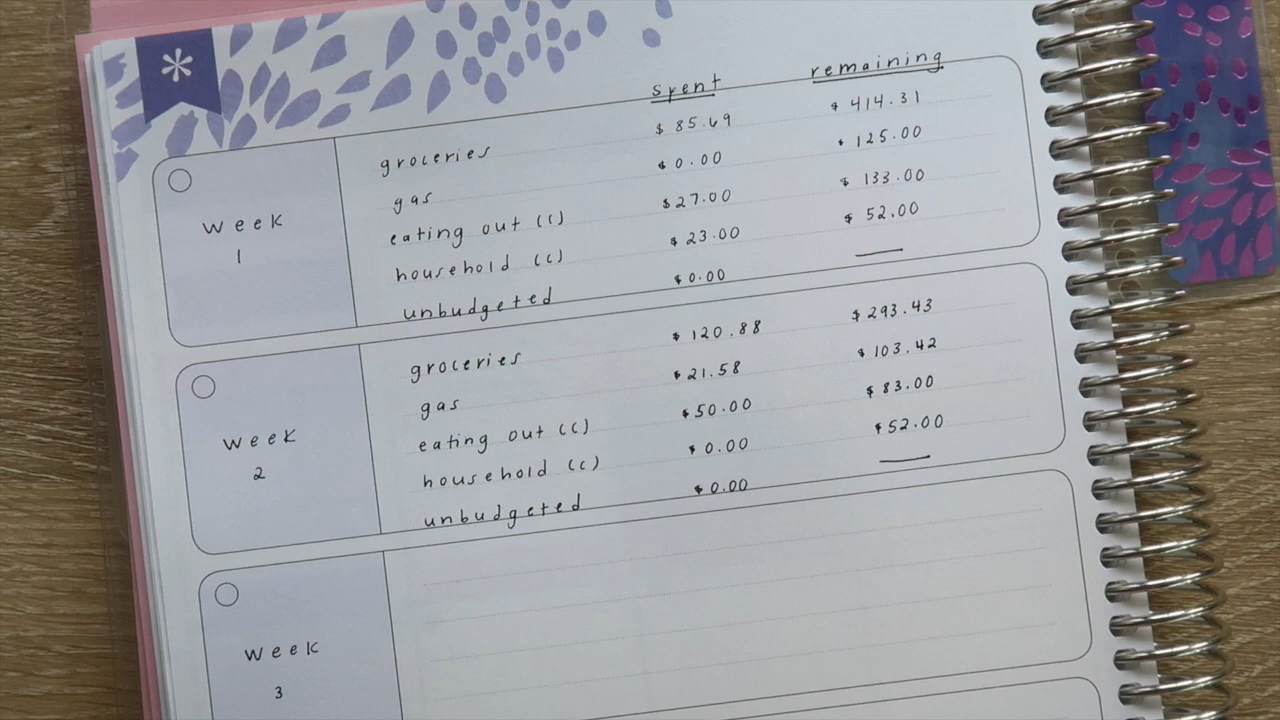 spent remaining
Week 1
groceries $ 85.69 $ 414.31
gas $ 0.00 $ 125.00
eating out (c) $ 27.00 $ 133.00
household (c) $ 23.00 $ 52.00
unbudgeted $ 0.00 —
Week 2
groceries $ 120.88 $ 293.43
gas $ 21.58 $ 103.42
eating out (c) $ 50.00 $ 83.00
household (c) $ 0.00 $ 52.00
unbudgeted $ 0.00 —
Week 3